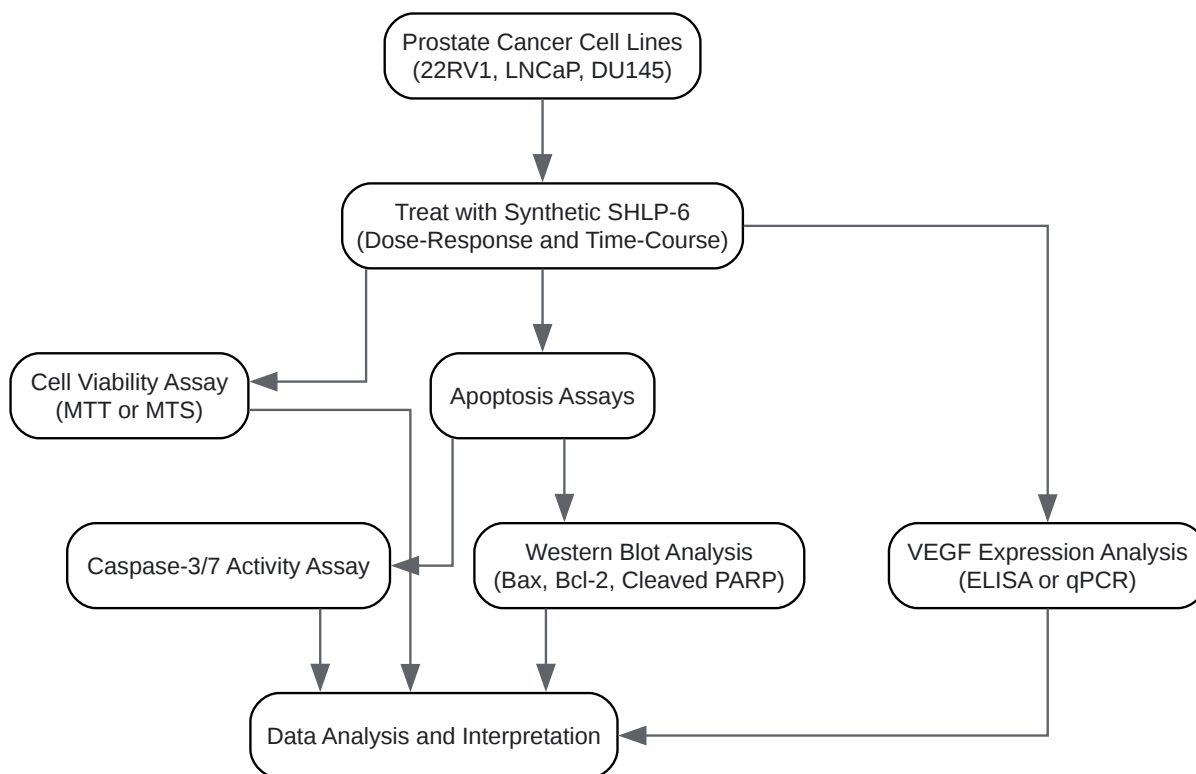 Prostate Cancer Cell Lines
(22RV1, LNCaP, DU145)
Treat with Synthetic SHLP-6
(Dose-Response and Time-Course)
Cell Viability Assay
(MTT or MTS)
Apoptosis Assays
Caspase-3/7 Activity Assay
Western Blot Analysis
(Bax, Bcl-2, Cleaved PARP)
VEGF Expression Analysis
(ELISA or qPCR)
Data Analysis and Interpretation